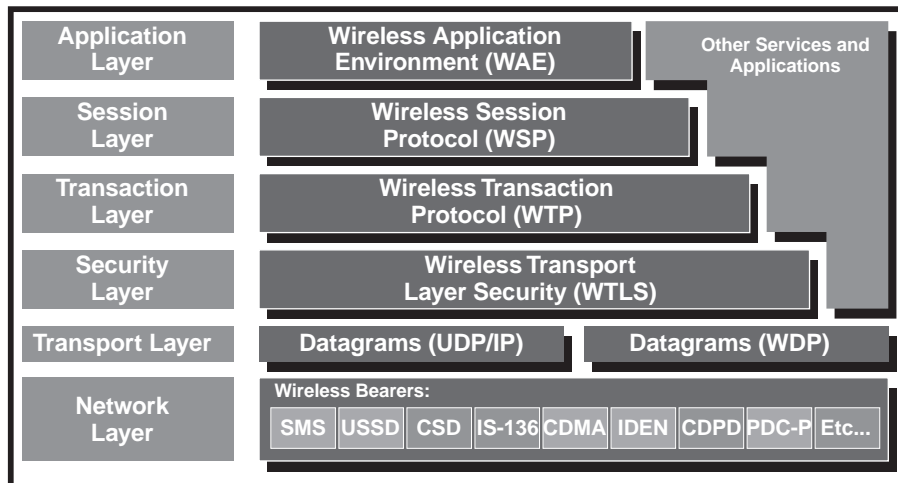 Application
Layer
Wireless Application
Environment (WAE)
Other Services and
Applications
Session
Layer
Wireless Session
Protocol (WSP)
Transaction
Layer
Wireless Transaction
Protocol (WTP)
Security
Layer
Wireless Transport
Layer Security (WTLS)
Transport Layer
Datagrams (UDP/IP)
Datagrams (WDP)
Network
Layer
Wireless Bearers:
SMS USSD CSD IS-136 CDMA IDEN CDPD PDC-P Etc...